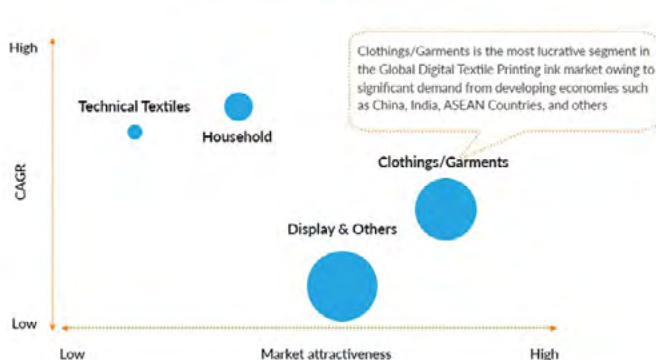 High
Clothings/Garments is the most lucrative segment in
the Global Digital Textile Printing ink market owing to
significant demand from developing economies such
as China, India, ASEAN Countries, and others
Technical Textiles
Household
Clothings/Garments
CAGR
Display & Others
Low
Low
Market attractiveness
High